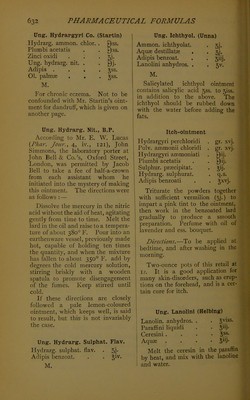 632 PHARMACEUTICAL FORMULAS
Ung. Hydrargyri Co. (Startin)
Hydrarg. ammon. chlor. .
Plumbi acetatis .
Zinci oxidi .
Ung. hydrarg. nit. .
Adipis .
Ol. palmæ .
M.
For chronic eczema. Not to be
confounded with Mr. Startin's oint-
ment for dandruff, which is given on
another page.
Ung. Hydrarg. Nit., B.P.
According to Mr. E. W. Lucas
(Phar. Jour., 4, ix., 121), John
Simmons, the laboratory porter at
John Bell & Co.'s, Oxford Street,
London, was permitted by Jacob
Bell to take a fee of half-a-crown
from each assistant whom he
initiated into the mystery of making
this ointment. The directions were
as follows :—
Dissolve the mercury in the nitric
acid without the aid of heat, agitating
gently from time to time. Melt the
lard in the oil and raise to a tempera-
ture of about 380° F. Pour into an
earthenware vessel, previously made
hot, capable of holding ten times
the quantity, and when the mixture
has fallen to about 350° F. add by
degrees the cold mercury solution,
stirring briskly with a wooden
spatula to promote disengagement
of the fumes. Keep stirred until
cold.
If these directions are closely
followed a pale lemon-coloured
ointment, which keeps well, is said
to result, but this is not invariably
the case.
Ung. Hydrarg. Sulphat. Flav.
Hydrarg. sulphat. flav. .
Adipis benzoat. .
M.
Ung. Ichthyol. (Unna)
Ammon. ichthyolat. .
Aquæ destillatæ .
Adipis benzoat. .
Lanolini anhydros. .
M.
Salicylated ichthyol ointment
contains salicylic acid
in addition to the above. The
ichthyol should be rubbed down
with the water before adding the
fats.
Itch-ointment
Hydrargyri perchloridi .
Pulv. ammonii chloridi .
Hydrargyri ammoniati .
Plumbi acetatis .
Sulphur. præcipitat. .
Hydrarg. sulphurat. .
Adipis benzoati .
Triturate the powders together
with sufficient vermilion to
impart a pink tint to the ointment,
then work in the benzoated lard
gradually to produce a smooth
preparation. Perfume with oil of
lavender and ess. bouquet.
Directions.—To be applied at
bedtime, and after washing in the
morning.
Two-ounce pots of this retail at
1s. It is a good application for
many skin-disorders, such as erup-
tions on the forehead, and is a cer-
tain cure for itch.
Ung. Lanolini (Helbing)
Lanolin. anhydros. .
Paraffini liquidi .
Ceresini .
Aquæ .
Melt the ceresin in the paraffin
by heat, and mix with the lanoline
and water.